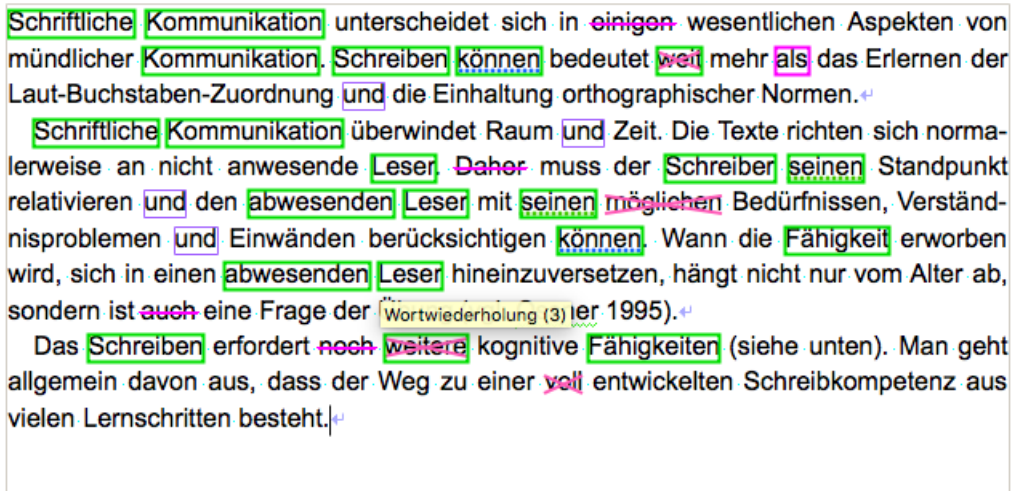 Schriftliche Kommunikation unterscheidet sich in einigen wesentlichen Aspekten von
mündlicher Kommunikation. Schreiben können bedeutet weit mehr als das Erlernen der
Laut-Buchstaben-Zuordnung und die Einhaltung orthographischer Normen.
Schriftliche Kommunikation überwindet Raum und Zeit. Die Texte richten sich norma-
lerweise an nicht anwesende Leser. Daher muss der Schreiber seinen Standpunkt
relativieren und den abwesenden Leser mit seinen möglichen Bedürfnissen, Verständ-
nisproblemen und Einwänden berücksichtigen können. Wann die Fähigkeit erworben
wird, sich in einen abwesenden Leser hineinzuversetzen, hängt nicht nur vom Alter ab,
sondern ist auch eine Frage der 1995).
Wortwiederholung (3)
Das Schreiben erfordert noch weitere kognitive Fähigkeiten (siehe unten). Man geht
allgemein davon aus, dass der Weg zu einer voll entwickelten Schreibkompetenz aus
vielen Lernschritten besteht.